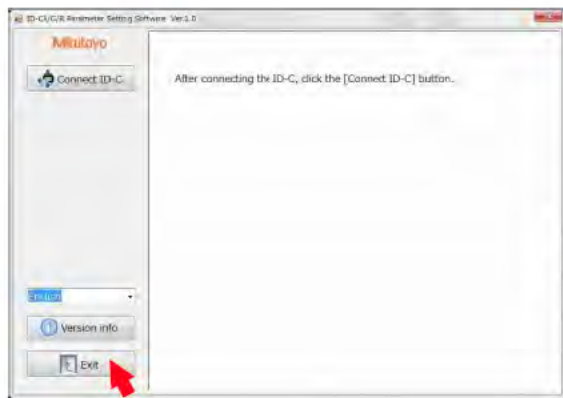 ID-CX/G/R Parameter Setting Software Ver.1.0
Mitutoyo
Connect ID-C
After connecting the ID-C, click the [Connect ID-C] button.
English
Version info
Exit